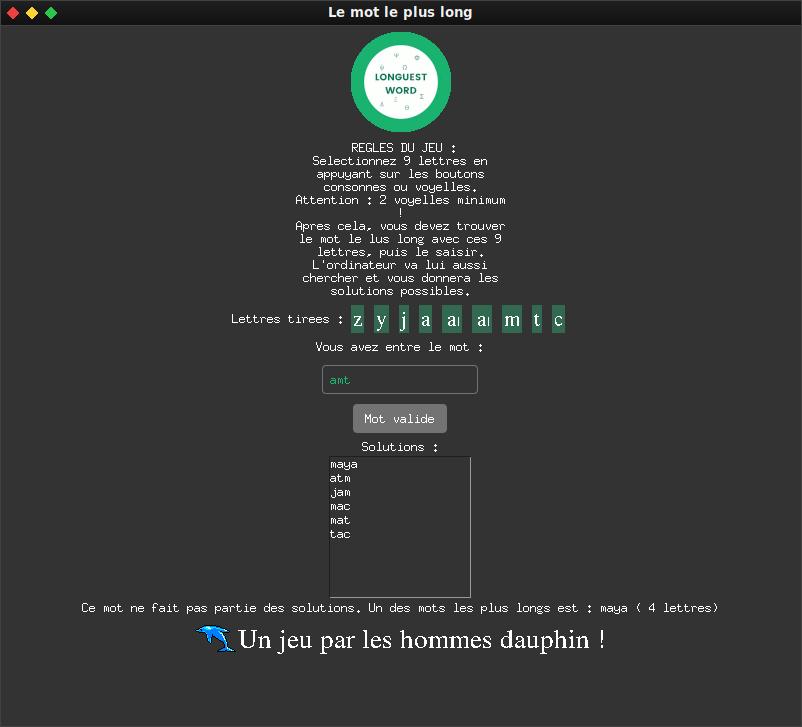 Le mot le plus long
LONGUEST
WORD
REGLES DU JEU :
Selectionnez 9 lettres en
appuyant sur les boutons
consonnes ou voyelles.
Attention : 2 voyelles minimum
!
Apres cela, vous devez trouver
le mot le lus long avec ces 9
lettres, puis le saisir.
L'ordinateur va lui aussi
chercher et vous donnera les
solutions possibles.
Lettres tirees : z y j a a a m t c
Vous avez entre le mot :
amt
Mot valide
Solutions :
maya
atm
jam
mac
mat
tac
Ce mot ne fait pas partie des solutions. Un des mots les plus longs est : maya ( 4 lettres)
Un jeu par les hommes dauphin !